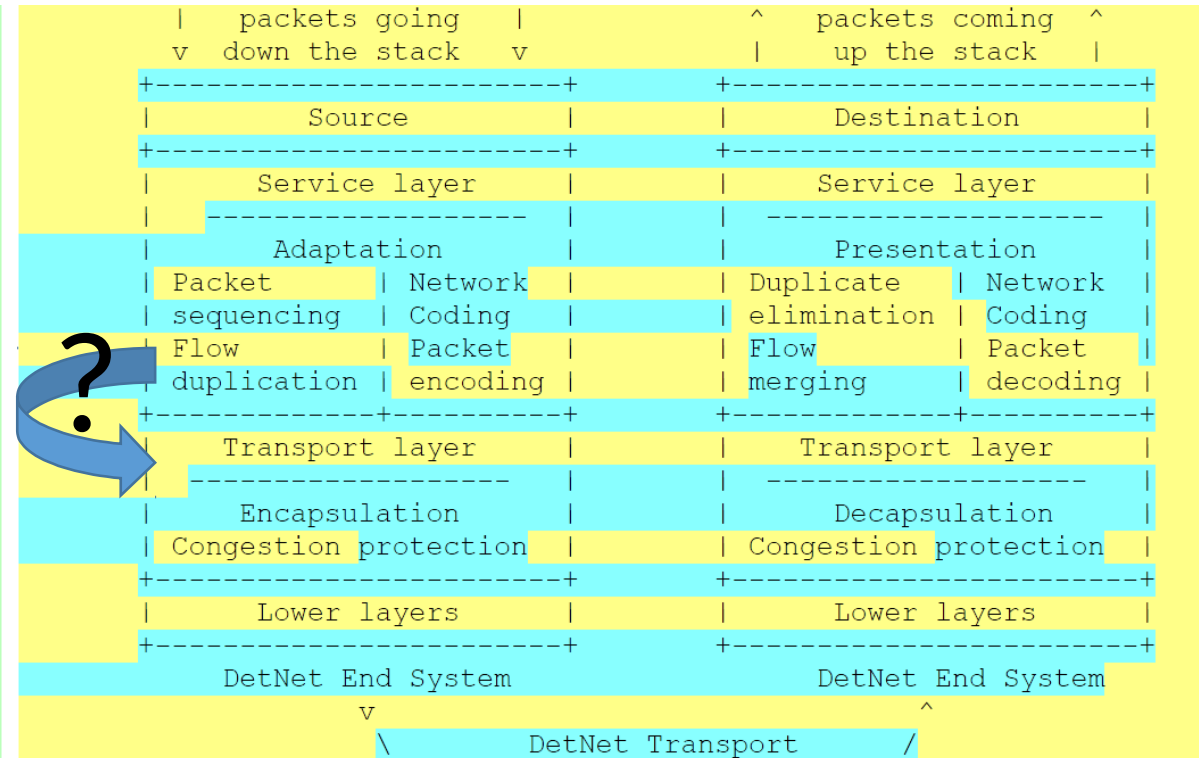 |   packets going   |              ^   packets coming   ^
  v  down the stack   v              |    up the stack    |
+------------------------+        +------------------------+
|         Source         |        |      Destination       |
+------------------------+        +------------------------+
|      Service layer     |        |     Service layer      |
|   -------------------  |        |  --------------------  |
|       Adaptation       |        |      Presentation      |
| Packet      | Network  |        | Duplicate   | Network  |
| sequencing  | Coding   |        | elimination | Coding   |
| Flow        | Packet   |        | Flow        | Packet   |
?
| duplication | encoding |        | merging     | decoding |
+-------------+----------+        +-------------+----------+
|    Transport layer     |        |    Transport layer     |
|  -------------------   |        |  -------------------   |
|     Encapsulation      |        |      Decapsulation     |
| Congestion protection  |        | Congestion protection  |
+------------------------+        +------------------------+
|      Lower layers      |        |      Lower layers      |
+------------------------+        +------------------------+
    DetNet End System                  DetNet End System
            v                                ^
             \        DetNet Transport      /